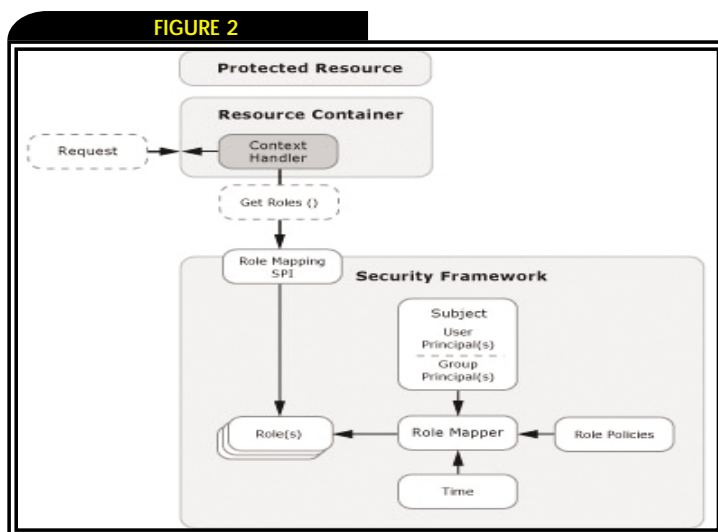 FIGURE 2
Protected Resource
Resource Container
Context
Handler
Request
Get Roles ()
Role Mapping
SPI
Security Framework
Subject
User
Principal(s)
Group
Principal(s)
Role(s)
Role Mapper
Role Policies
Time